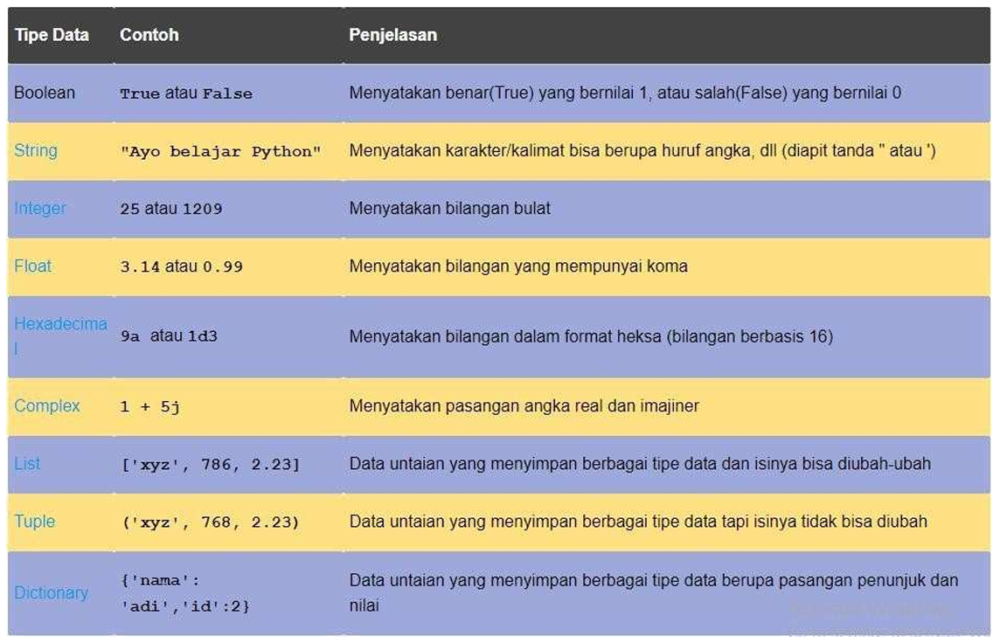 Tipe Data Contoh Penjelasan
Boolean True atau False Menyatakan benar(True) yang bernilai 1, atau salah(False) yang bernilai 0
String "Ayo belajar Python" Menyatakan karakter/kalimat bisa berupa huruf angka, dll (diapit tanda " atau ')
Integer 25 atau 1209 Menyatakan bilangan bulat
Float 3.14 atau 0.99 Menyatakan bilangan yang mempunyai koma
Hexadecima
l
9a atau 1d3 Menyatakan bilangan dalam format heksa (bilangan berbasis 16)
Complex 1 + 5j Menyatakan pasangan angka real dan imajiner
List ['xyz', 786, 2.23] Data untaian yang menyimpan berbagai tipe data dan isinya bisa diubah-ubah
Tuple ('xyz', 768, 2.23) Data untaian yang menyimpan berbagai tipe data tapi isinya tidak bisa diubah
Dictionary
{'nama':
'adi','id':2}
Data untaian yang menyimpan berbagai tipe data berupa pasangan penunjuk dan
nilai